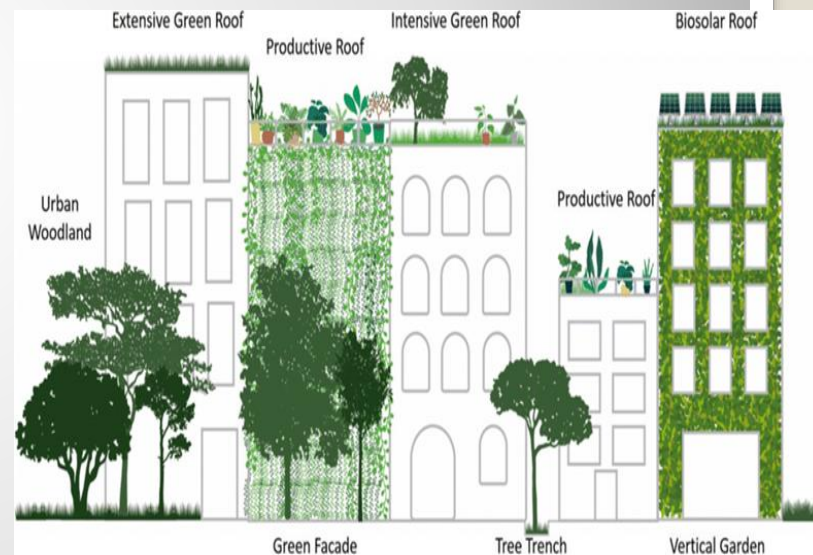 Extensive Green Roof
Productive Roof
Intensive Green Roof
Biosolar Roof
Urban
Woodland
Productive Roof
Green Facade
Tree Trench
Vertical Garden